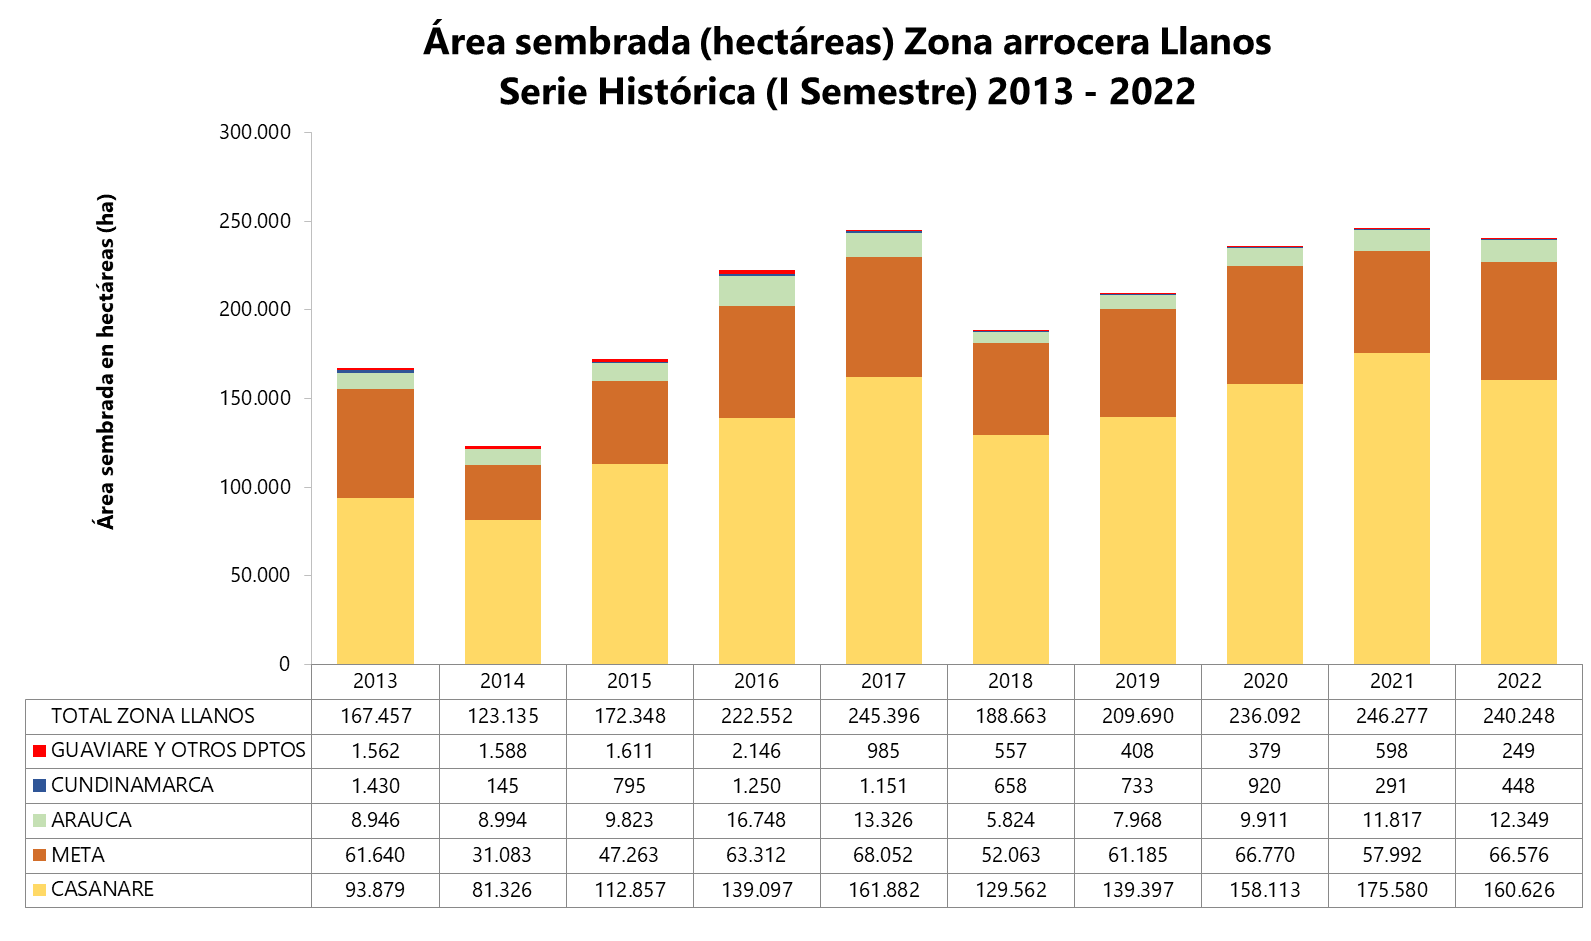 Área sembrada (hectáreas) Zona arrocera Llanos
Serie Histórica (I Semestre) 2013 - 2022
Área sembrada en hectáreas (ha)
300.000
250.000
200.000
150.000
100.000
50.000
0
2013 2014 2015 2016 2017 2018 2019 2020 2021 2022
TOTAL ZONA LLANOS 167.457 123.135 172.348 222.552 245.396 188.663 209.690 236.092 246.277 240.248
GUAVIARE Y OTROS DPTOS 1.562 1.588 1.611 2.146 985 557 408 379 598 249
CUNDINAMARCA 1.430 145 795 1.250 1.151 658 733 920 291 448
ARAUCA 8.946 8.994 9.823 16.748 13.326 5.824 7.968 9.911 11.817 12.349
META 61.640 31.083 47.263 63.312 68.052 52.063 61.185 66.770 57.992 66.576
CASANARE 93.879 81.326 112.857 139.097 161.882 129.562 139.397 158.113 175.580 160.626